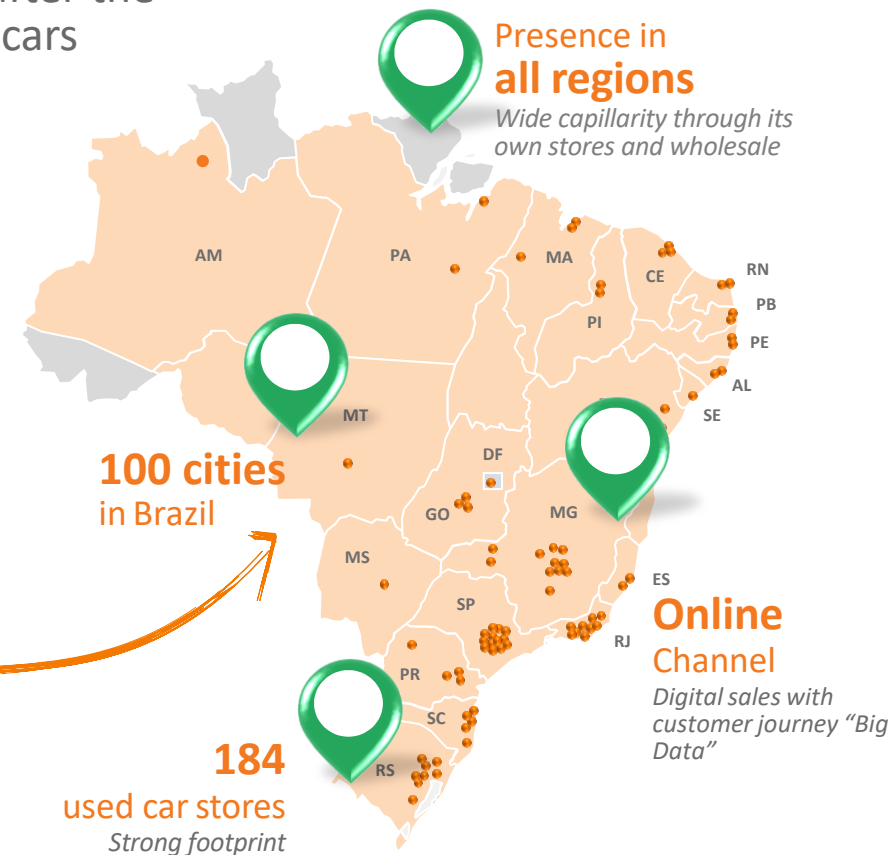 after the
cars
Presence in
all regions
Wide capillarity through its
own stores and wholesale
AM
PA
MA
CE
RN
PI
PB
PE
AL
SE
MT
DF
100 cities
in Brazil
GO
MG
MS
ES
SP
Online
RJ
Channel
PR
Digital sales with
customer journey “Big
Data”
SC
184
RS
used car stores
Strong footprint